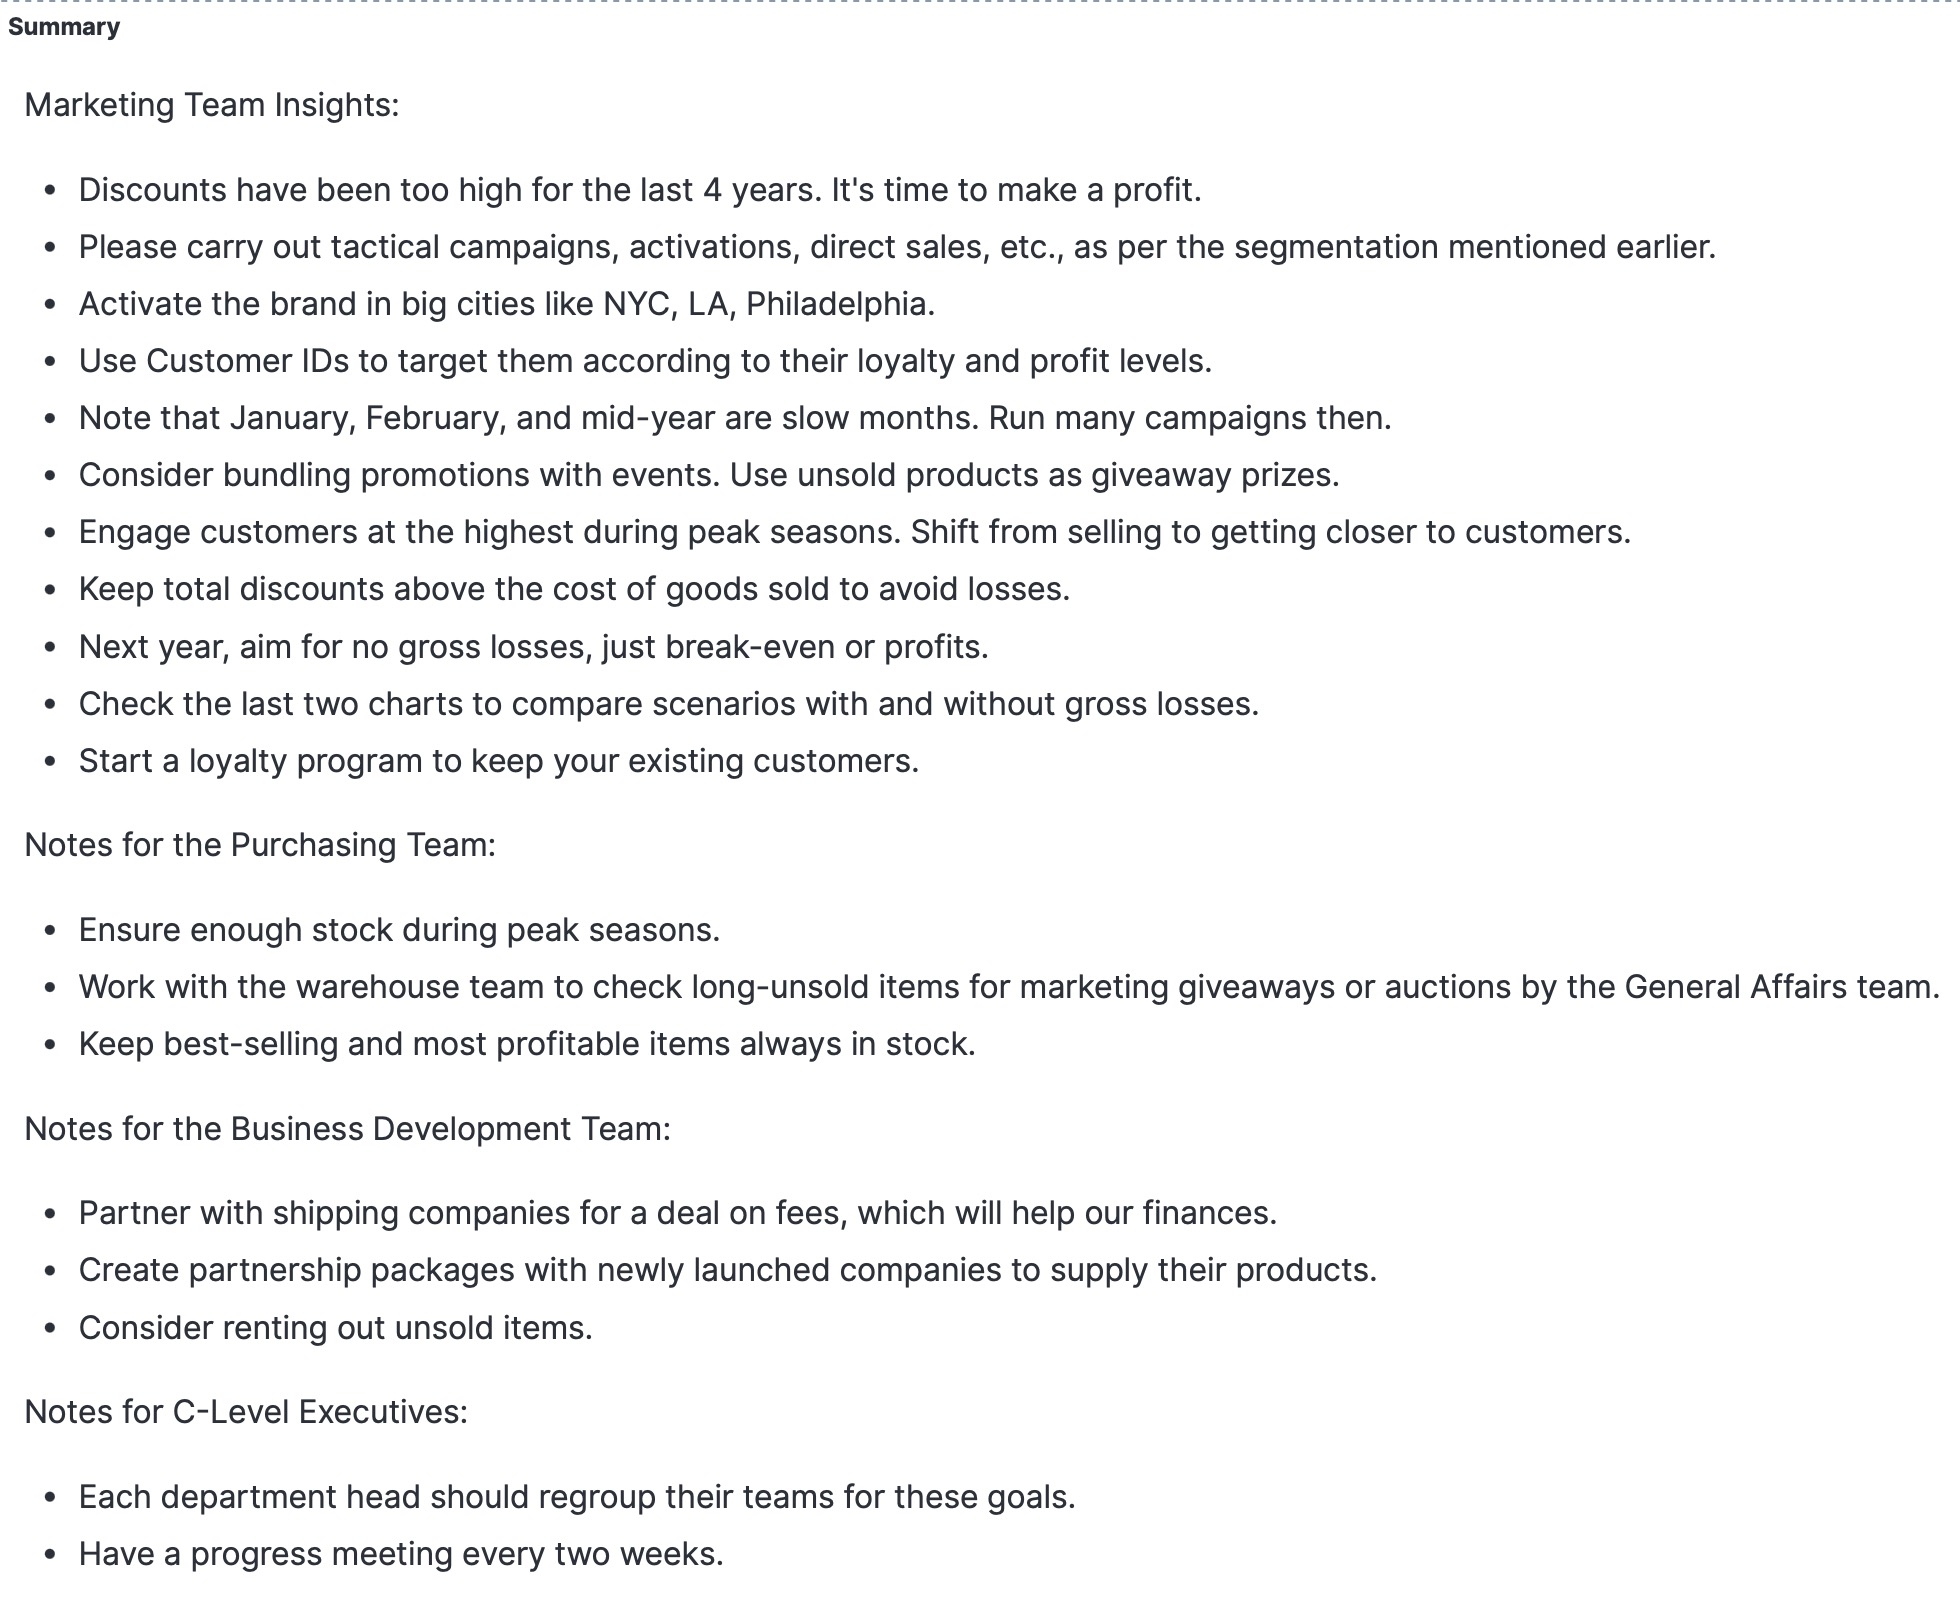 Summary
Marketing Team Insights:
• Discounts have been too high for the last 4 years. It's time to make a profit.
• Please carry out tactical campaigns, activations, direct sales, etc., as per the segmentation mentioned earlier.
• Activate the brand in big cities like NYC, LA, Philadelphia.
• Use Customer IDs to target them according to their loyalty and profit levels.
• Note that January, February, and mid-year are slow months. Run many campaigns then.
• Consider bundling promotions with events. Use unsold products as giveaway prizes.
• Engage customers at the highest during peak seasons. Shift from selling to getting closer to customers.
• Keep total discounts above the cost of goods sold to avoid losses.
• Next year, aim for no gross losses, just break-even or profits.
• Check the last two charts to compare scenarios with and without gross losses.
• Start a loyalty program to keep your existing customers.
Notes for the Purchasing Team:
• Ensure enough stock during peak seasons.
• Work with the warehouse team to check long-unsold items for marketing giveaways or auctions by the General Affairs team.
• Keep best-selling and most profitable items always in stock.
Notes for the Business Development Team:
• Partner with shipping companies for a deal on fees, which will help our finances.
• Create partnership packages with newly launched companies to supply their products.
• Consider renting out unsold items.
Notes for C-Level Executives:
• Each department head should regroup their teams for these goals.
• Have a progress meeting every two weeks.